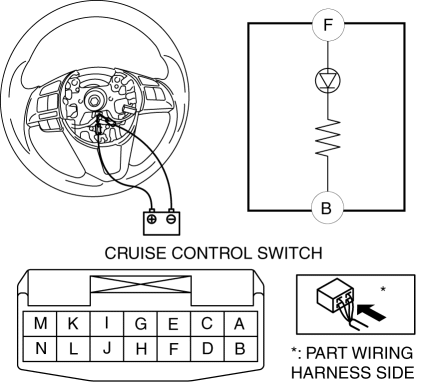 F
B
⊕ ⊖
CRUISE CONTROL SWITCH
M K I G E C A
N L J H F D B
*
*: PART WIRING
HARNESS SIDE